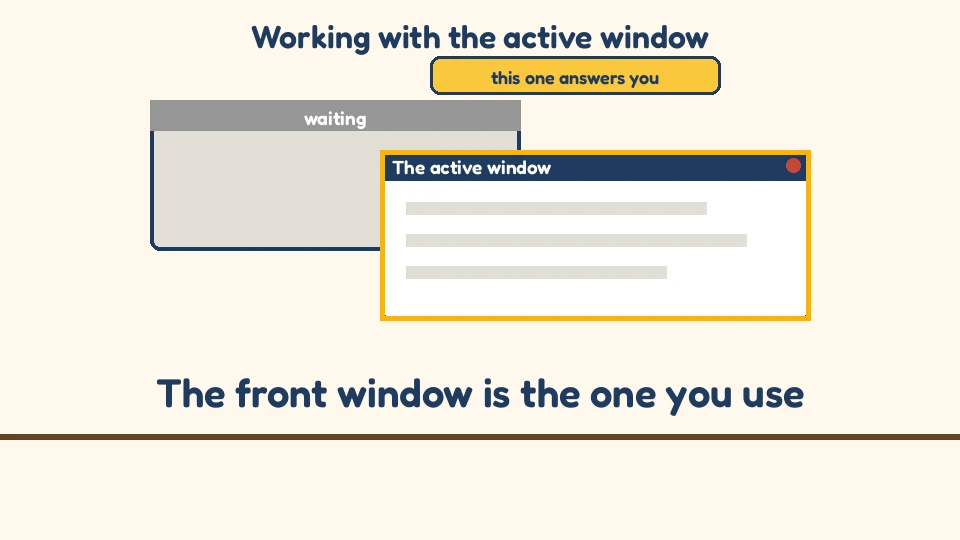 Working with the active window
this one answers you
waiting
The active window
The front window is the one you use